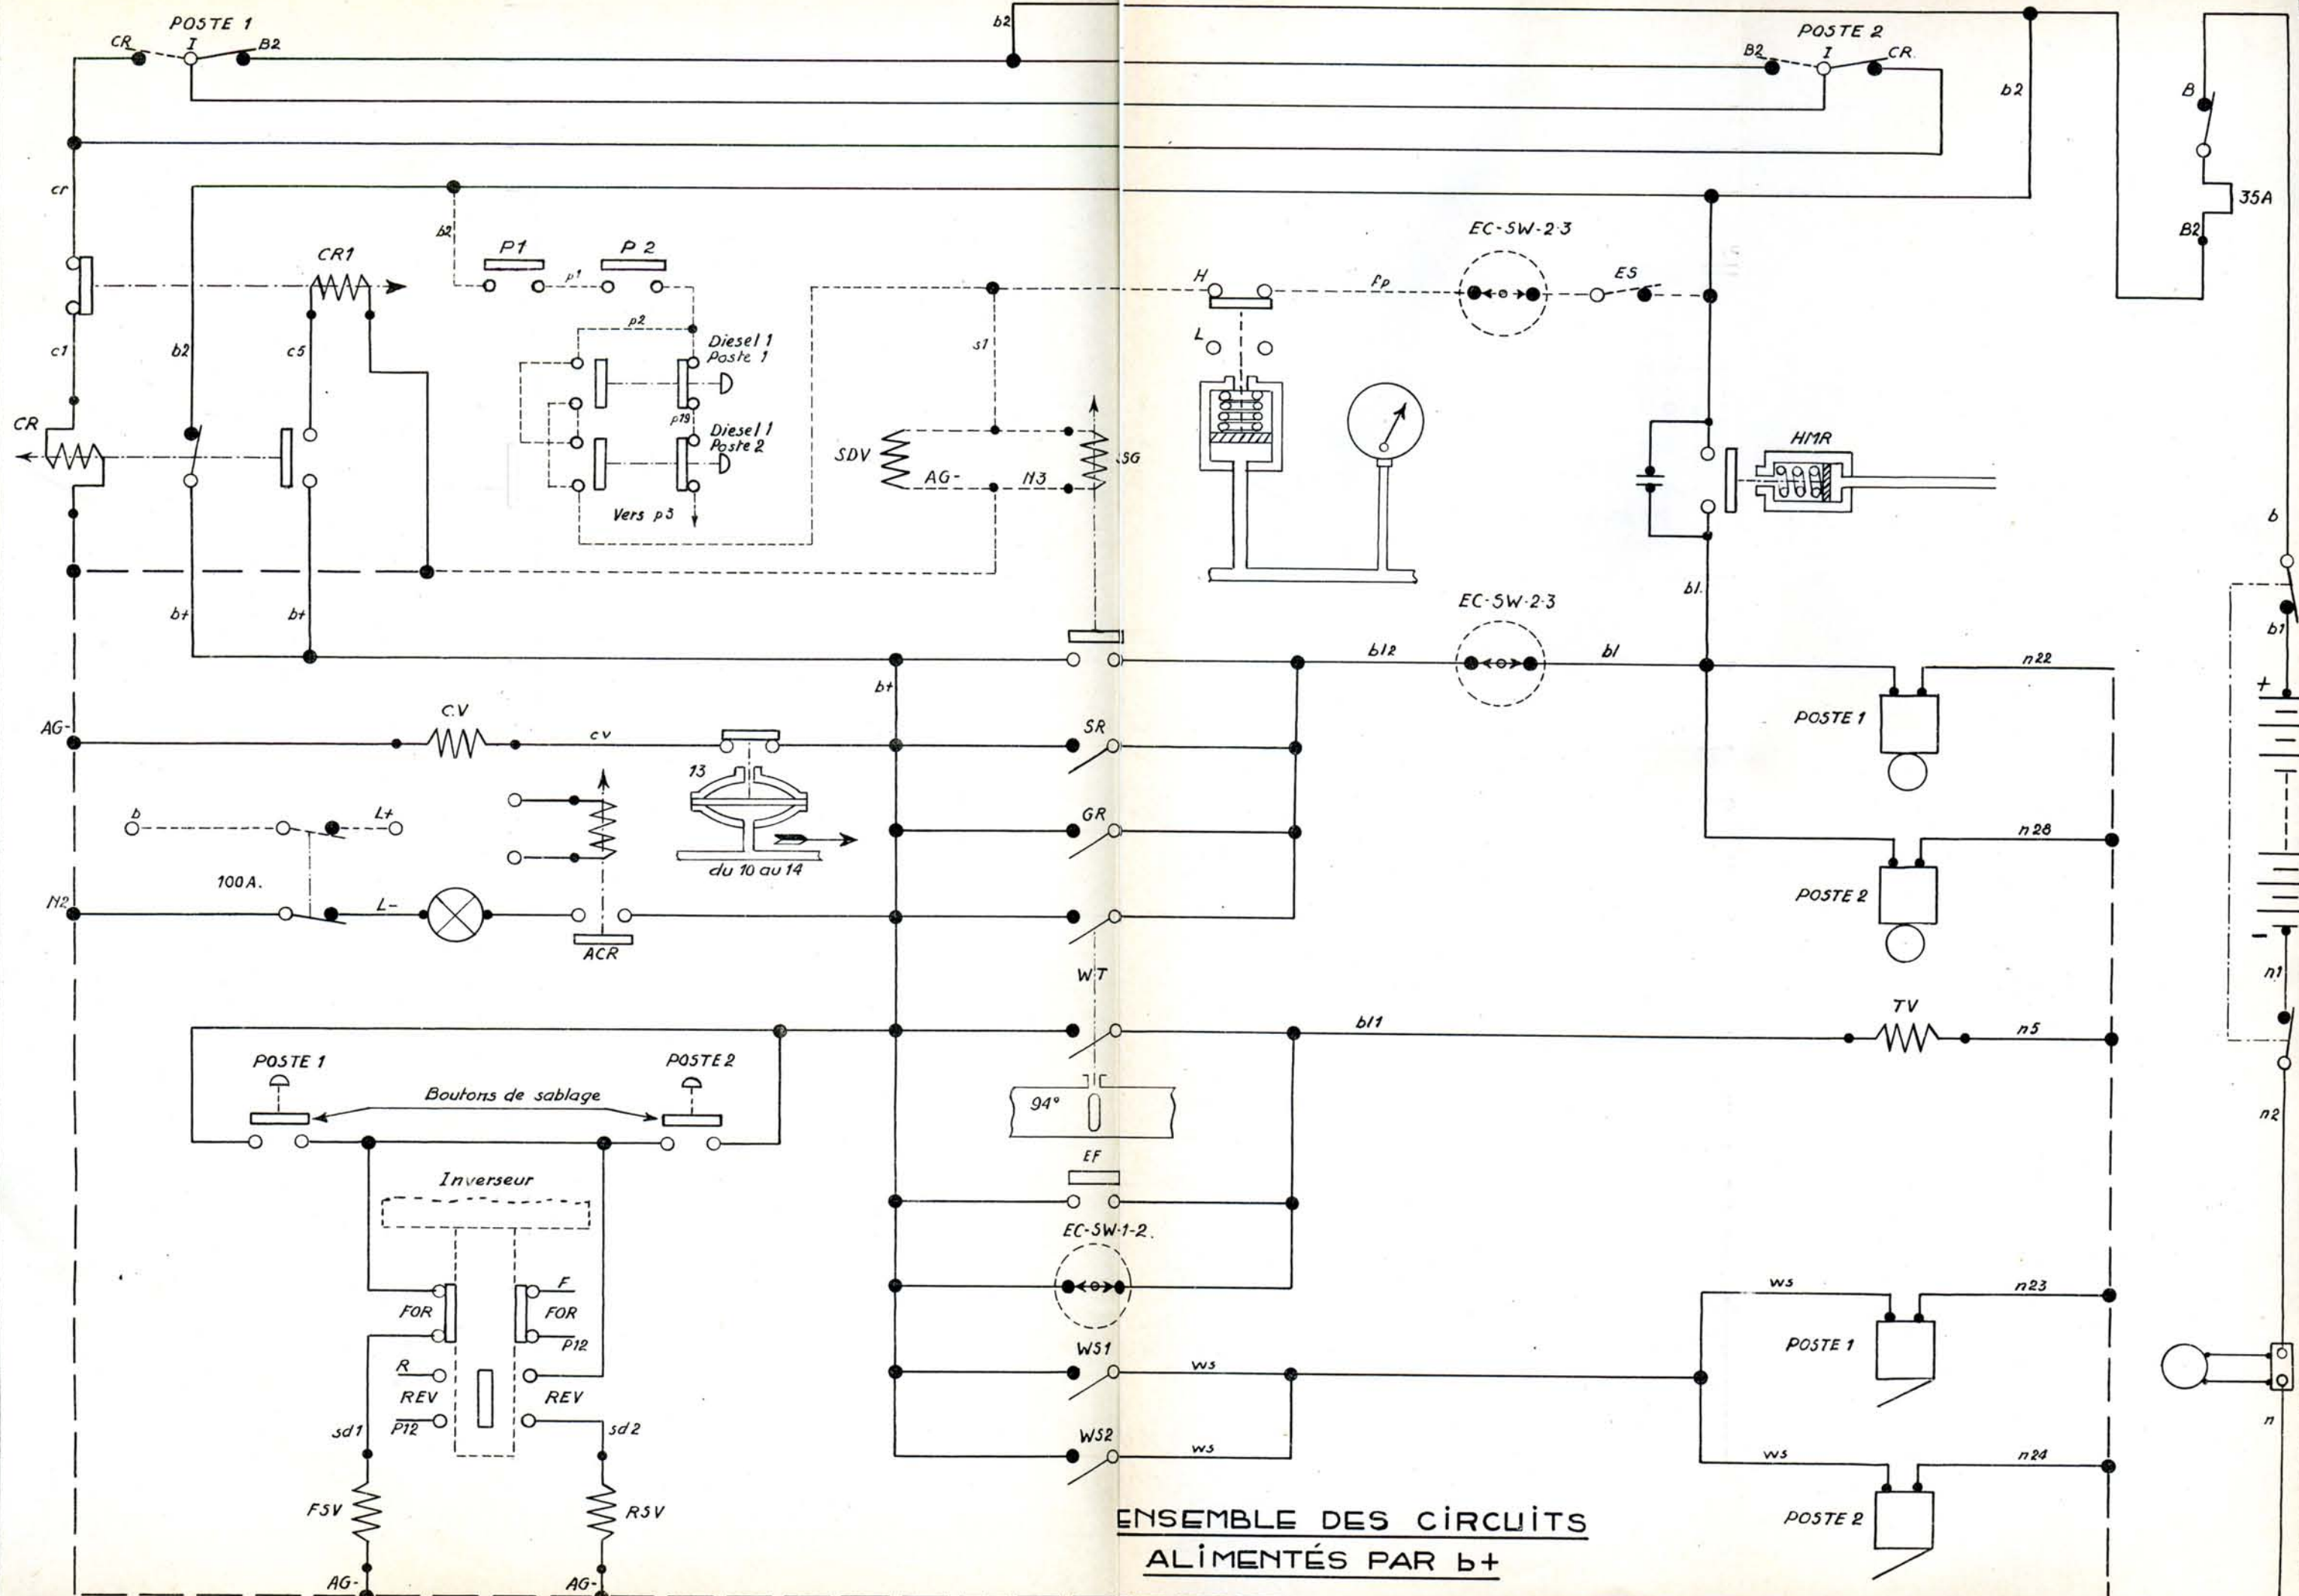 POSTE 1
CR I B2
b2
POSTE 2
B2 I CR.
b2
B
35A
B2
cr
b2
CR1
P1 P2
p1
EC-SW-2-3
H
fp
ES
c1
b2
c5
p2
Diesel 1
Poste 1
s1
L
CR
p19
Diesel 1
Poste 2
SDV
AG- N3
SG
HMR
Vers p5
b
b+
b+
EC-SW-2-3
bl.
b1
bl2
bl
n22
b+
+
AG-
C.V
cv
SR
POSTE 1
13
b
L+
GR
n28
du 10 au 14
100A.
N2
L-
POSTE 2
-
ACR
WT
n1
bl1
TV
n5
POSTE 1
POSTE 2
Boutons de sablage
94°
n2
EF
Inverseur
EC-SW-1-2.
F
FOR
FOR
P12
ws
n23
WS1
ws
POSTE 1
R
REV
REV
P12
sd1
sd2
n
WS2
ws
ws
n24
FSV
RSV
POSTE 2
ENSEMBLE DES CIRCUITS
ALIMENTÉS PAR b+
AG-
AG-